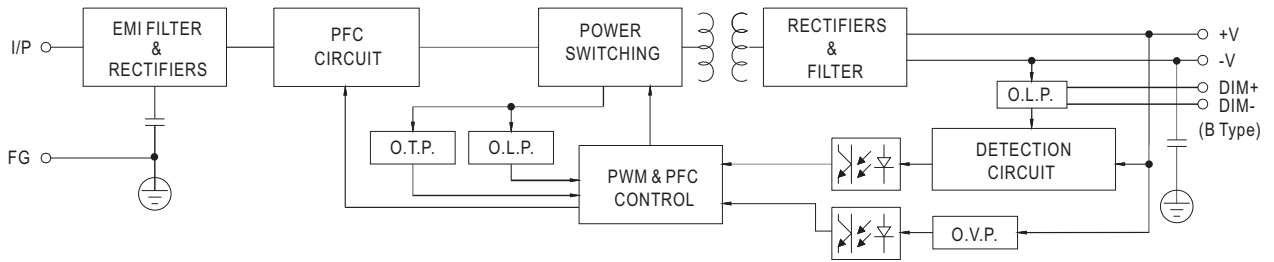 I/P
EMI FILTER
&
RECTIFIERS
PFC
CIRCUIT
POWER
SWITCHING
RECTIFIERS
&
FILTER
+V
-V
DIM+
DIM-
(B Type)
O.L.P.
FG
O.T.P.
O.L.P.
PWM & PFC
CONTROL
DETECTION
CIRCUIT
O.V.P.